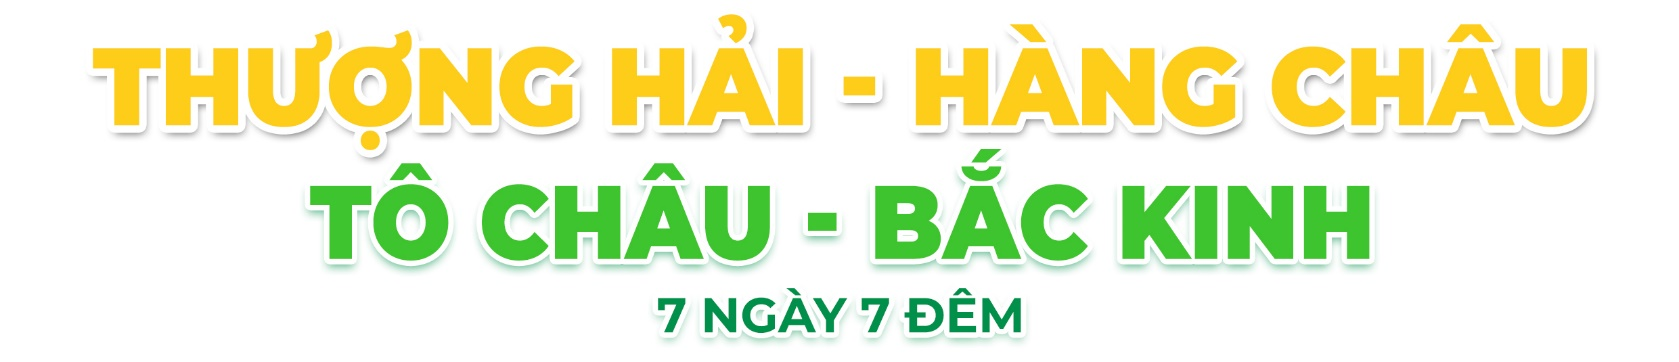 THƯỢNG HẢI - HÀNG CHÂU
TÔ CHÂU - BẮC KINH
7 NGÀY 7 ĐÊM